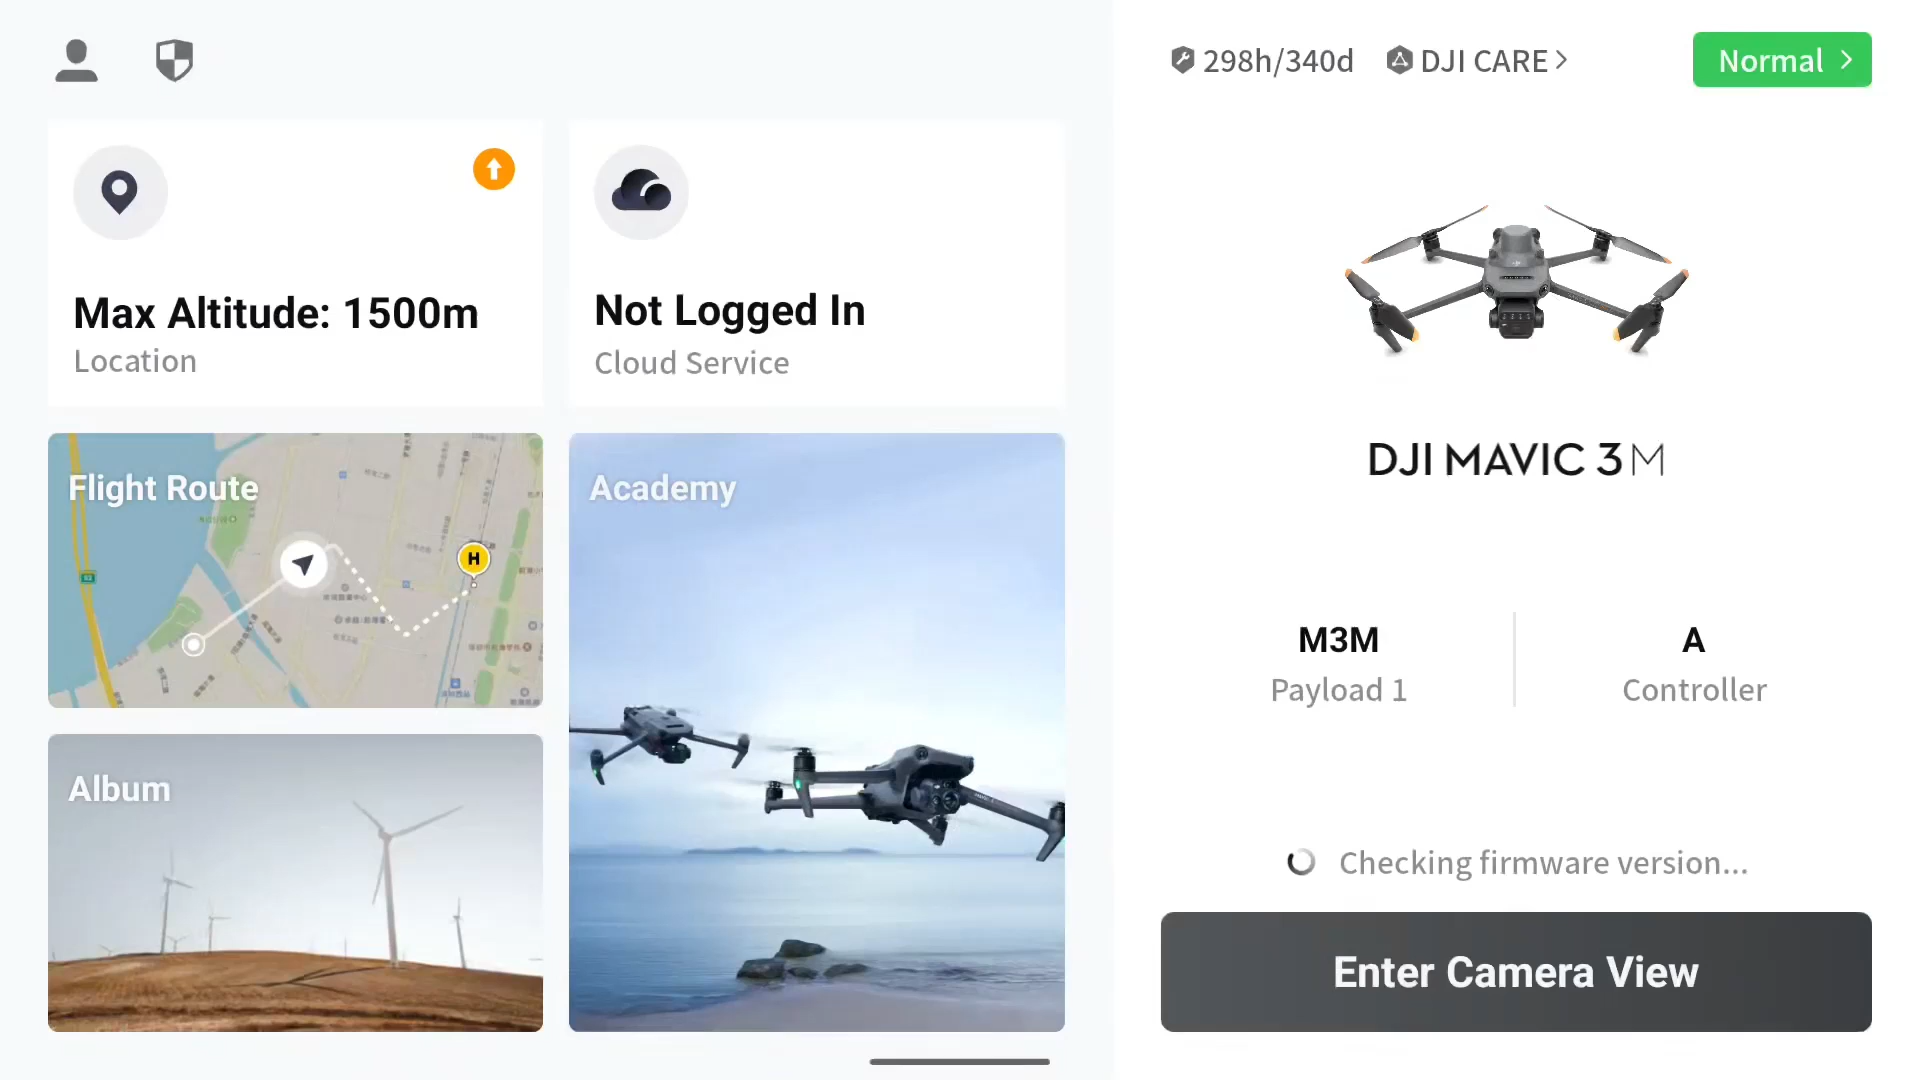 298h/340d
DJI CARE
Normal
Max Altitude: 1500m
Location
Not Logged In
Cloud Service
Flight Route
H
Academy
Album
DJI MAVIC 3M
M3M
Payload 1
A
Controller
Checking firmware version...
Enter Camera View